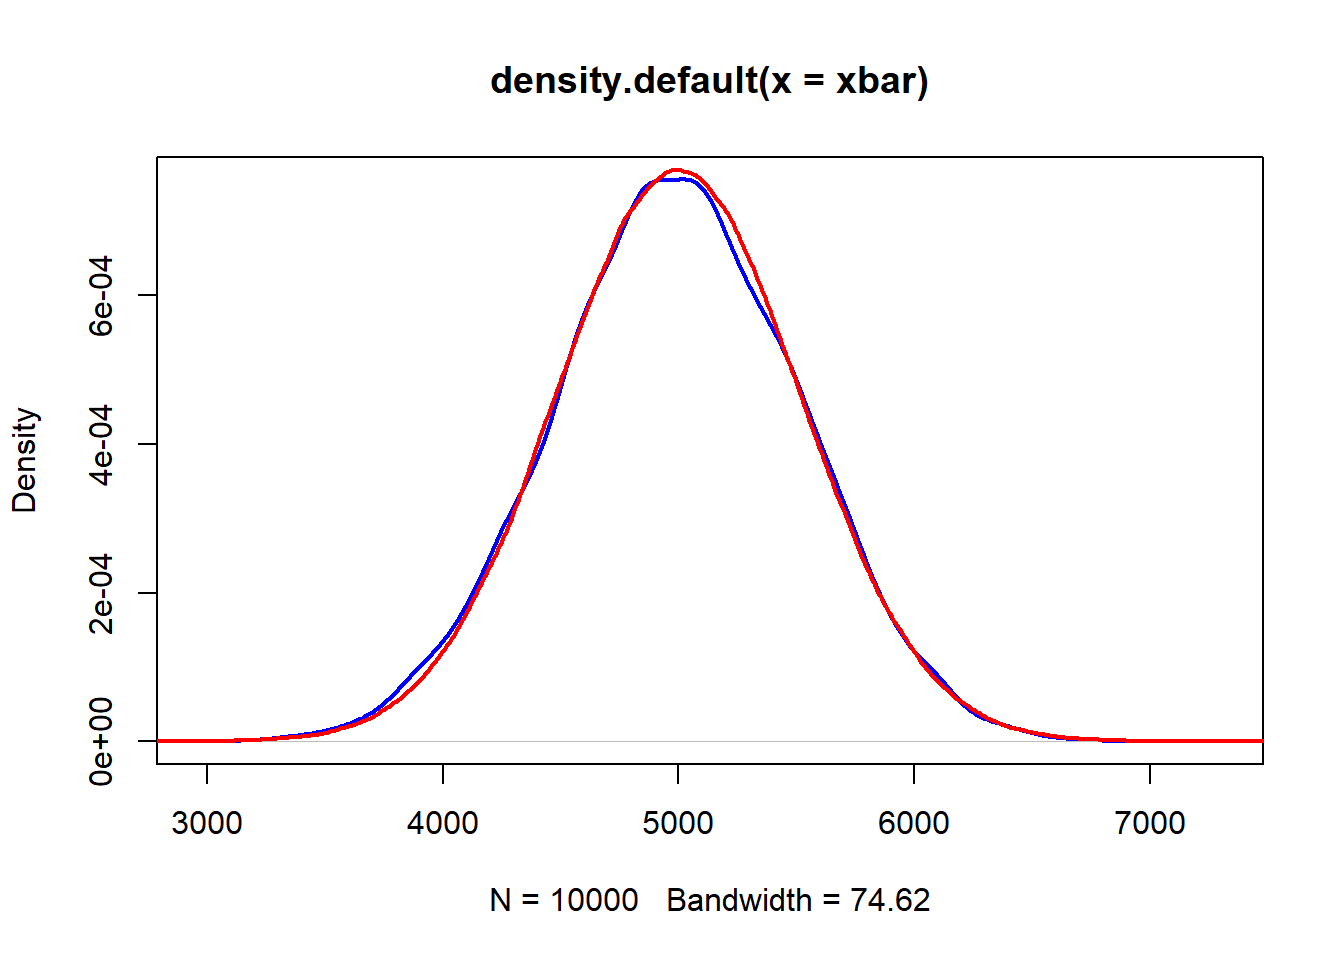 density.default(x = xbar)
Density
6e-04
4e-04
2e-04
0e+00
3000 4000 5000 6000 7000
N = 10000   Bandwidth = 74.62